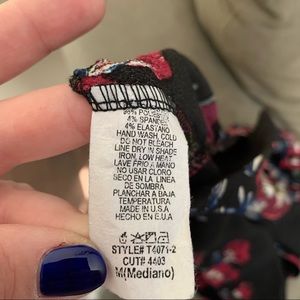 4% SPANDEX
4% ELASTANO
HAND WASH, COLD
DO NOT BLEACH
LINE DRY IN SHADE
IRON, LOW HEAT
LAVE FRIO A MANO
NO USAR CLORO
SECO EN LA LINEA
DE SOMBRA
PLANCHAR A BAJA
TEMPERATURA
MADE IN U.S.A
HECHO EN E.U.A
STYLE# T4071-2
CUT# 4403
M(Mediano)